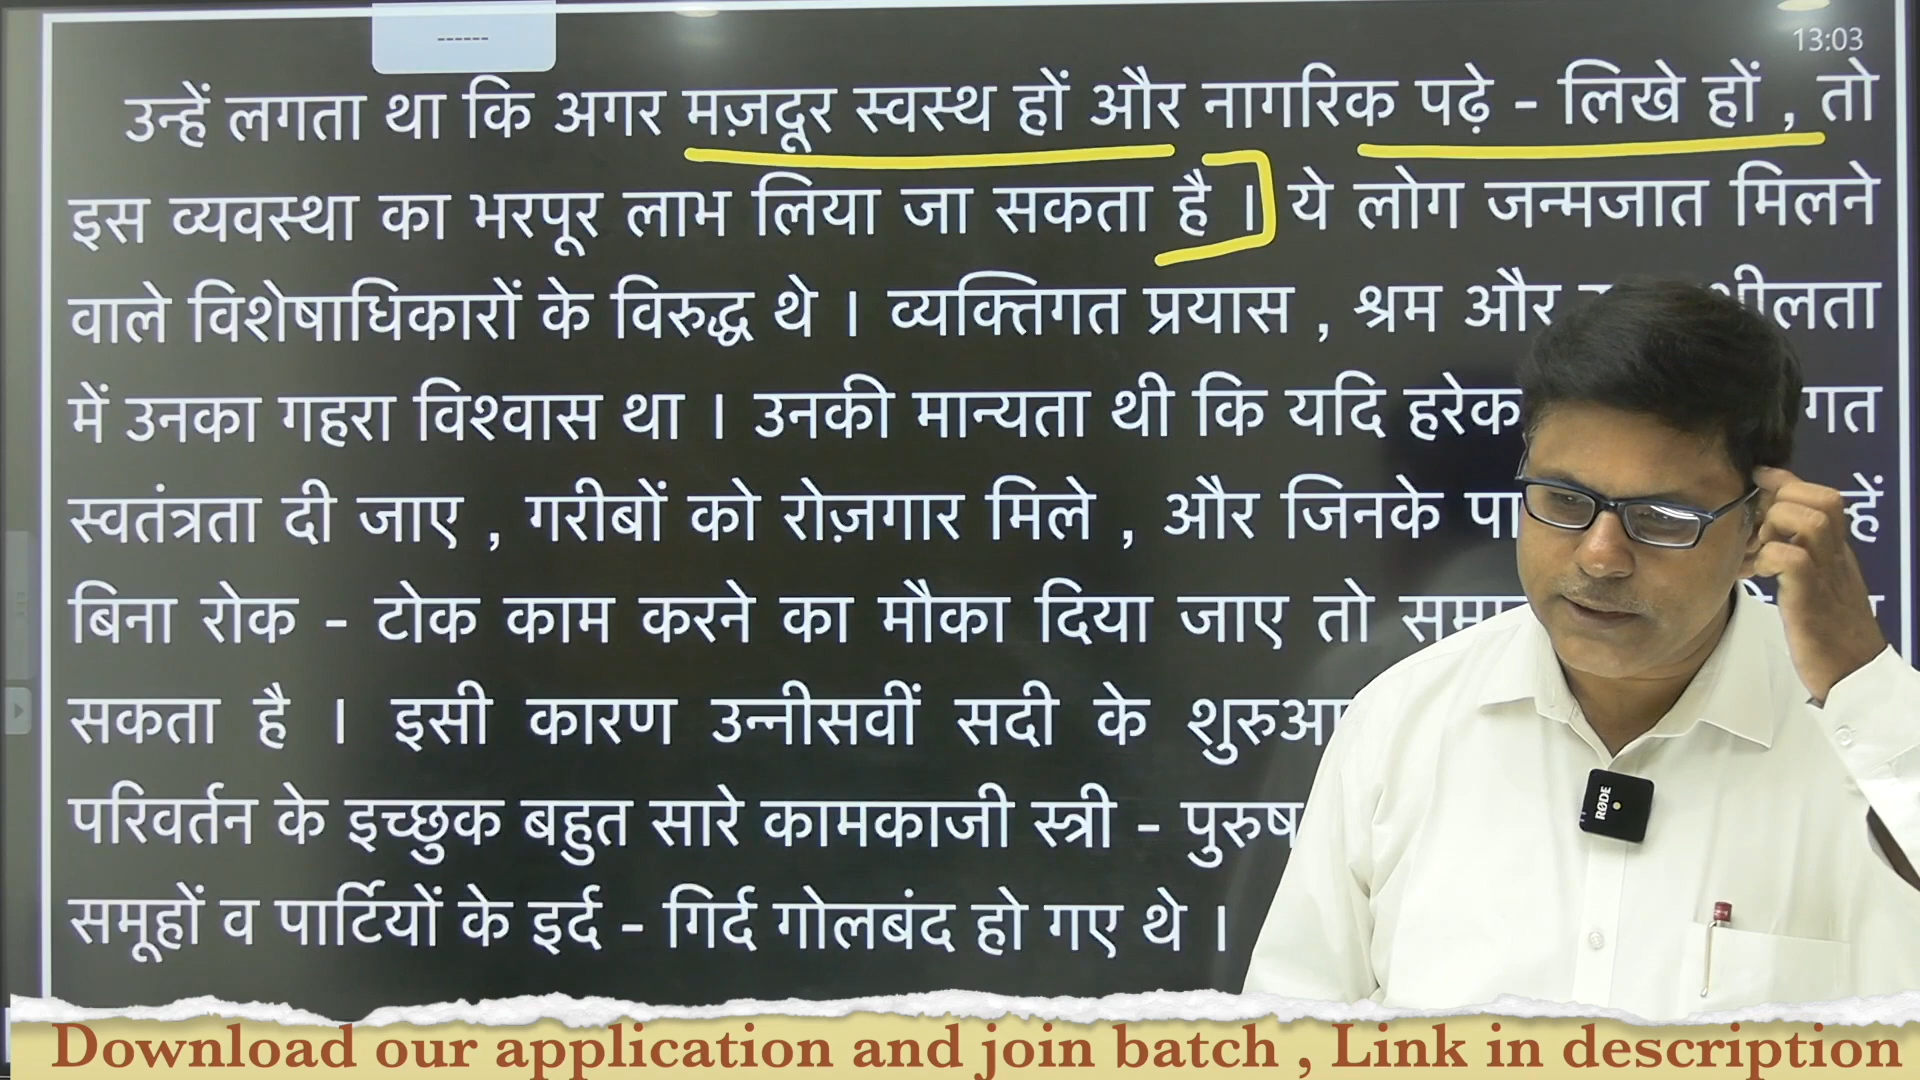 ------
13:03
उन्हें लगता था कि अगर मज़दूर स्वस्थ हों और नागरिक पढ़े - लिखे हों , तो
इस व्यवस्था का भरपूर लाभ लिया जा सकता है । ये लोग जन्मजात मिलने
वाले विशेषाधिकारों के विरुद्ध थे । व्यक्तिगत प्रयास , श्रम और
में उनका गहरा विश्वास था । उनकी मान्यता थी कि यदि हरेक
स्वतंत्रता दी जाए , गरीबों को रोज़गार मिले , और जिनके
बिना रोक - टोक काम करने का मौका दिया जाए तो
सकता है । इसी कारण उन्नीसवीं सदी के
परिवर्तन के इच्छुक बहुत सारे कामकाजी स्त्री - पुरुष
समूहों व पार्टियों के इर्द - गिर्द गोलबंद हो गए थे ।
RØDE
Download our application and join batch , Link in description